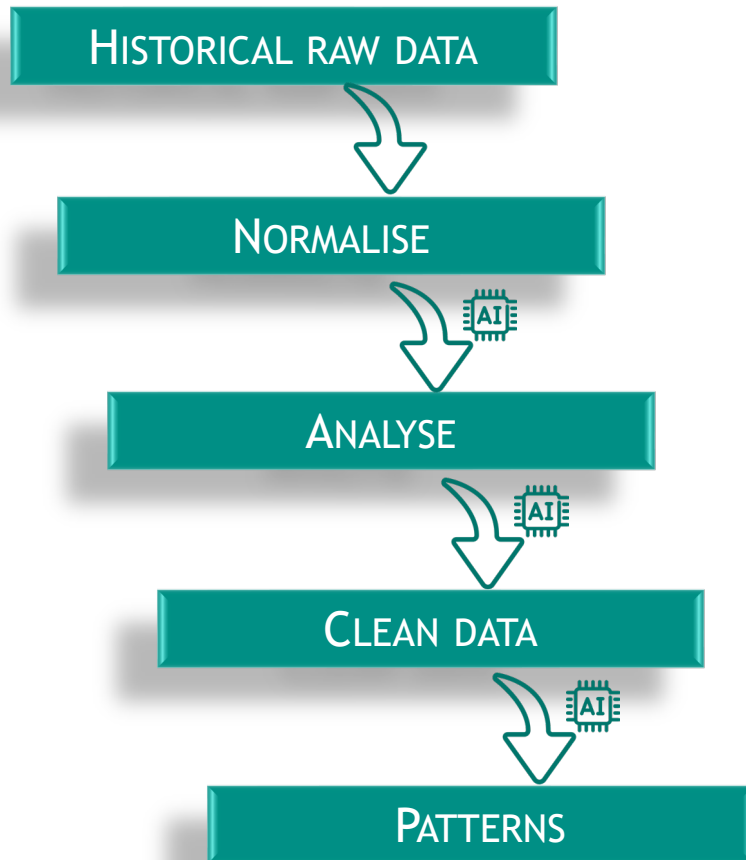 HISTORICAL RAW DATA
NORMALISE
AI
ANALYSE
AI
CLEAN DATA
AI
PATTERNS